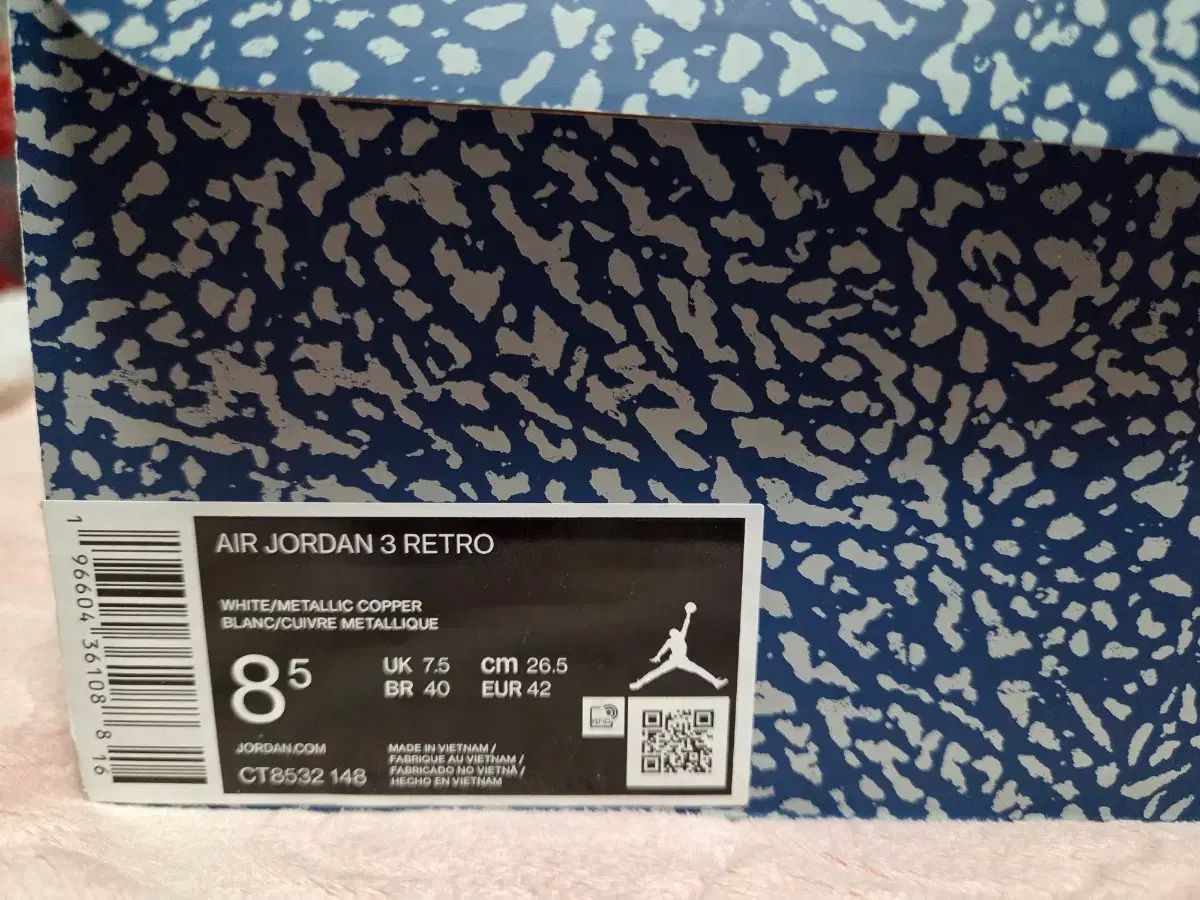 AIR JORDAN 3 RETRO
WHITE/METALLIC COPPER
BLANC/CUIVRE METALLIQUE
8⁵
UK 7.5 cm 26.5
BR 40 EUR 42
RFID
JORDAN.COM
CT8532 148
MADE IN VIETNAM /
FABRIQUE AU VIETNAM /
FABRICADO NO VIETNÃ /
HECHO EN VIETNAM
1 96604 36108 8 16